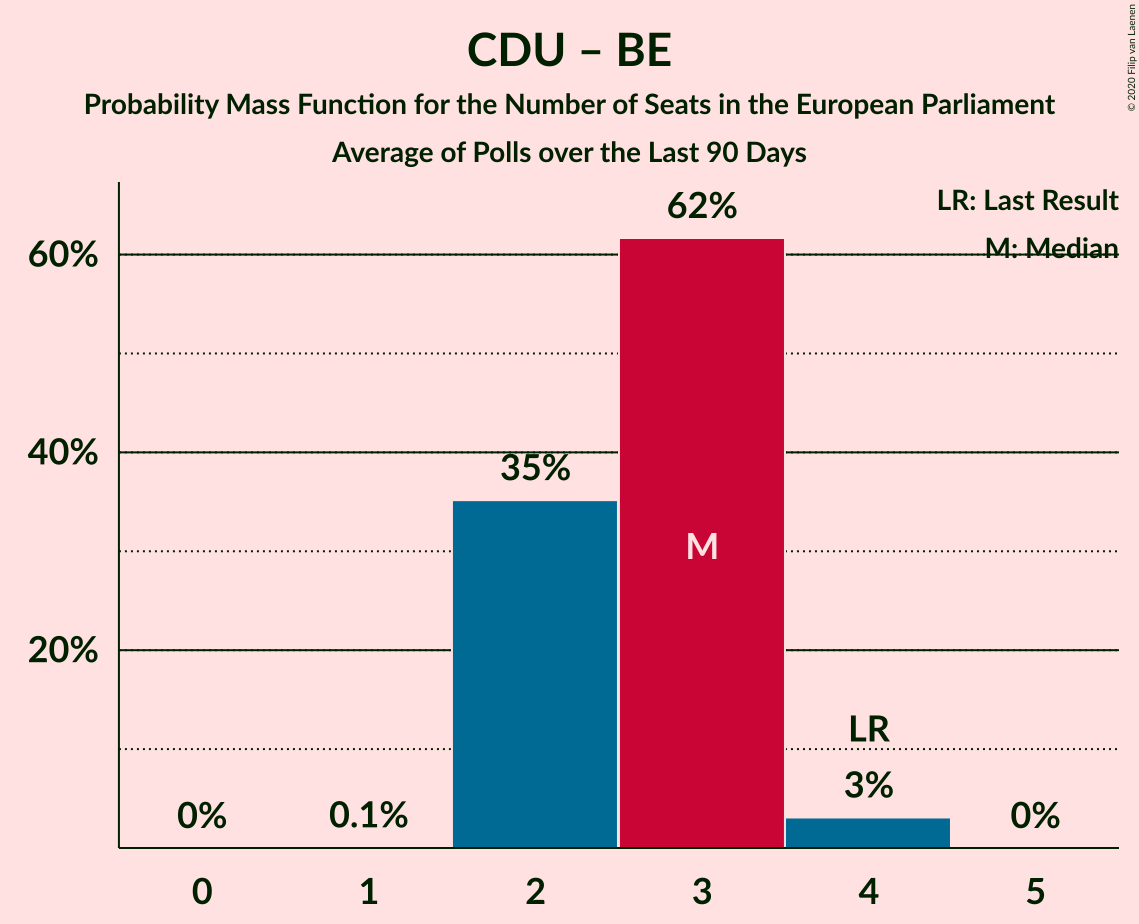 CDU – BE
Probability Mass Function for the Number of Seats in the European Parliament
Average of Polls over the Last 90 Days
© 2020 Filip van Laenen
LR: Last Result
M: Median
62%
60%
40%
35%
M
20%
LR
3%
0%
0.1%
0%
0 1 2 3 4 5